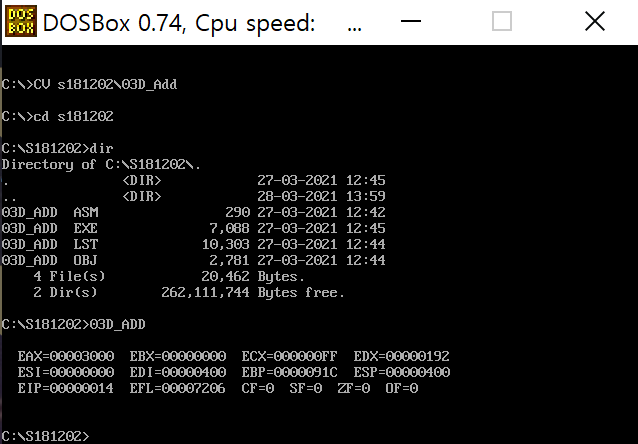 DOS BOX DOSBox 0.74, Cpu speed: ...
C:\>CV s181202\03D_Add
C:\>cd s181202
C:\S181202>dir
Directory of C:\S181202\.
. <DIR> 27-03-2021 12:45
.. <DIR> 28-03-2021 13:59
03D_ADD ASM 290 27-03-2021 12:42
03D_ADD EXE 7,088 27-03-2021 12:45
03D_ADD LST 10,303 27-03-2021 12:44
03D_ADD OBJ 2,781 27-03-2021 12:44
4 File(s) 20,462 Bytes.
2 Dir(s) 262,111,744 Bytes free.
C:\S181202>03D_ADD
EAX=00003000 EBX=00000000 ECX=000000FF EDX=00000192
ESI=00000000 EDI=00000400 EBP=0000091C ESP=00000400
EIP=00000014 EFL=00007206 CF=0 SF=0 ZF=0 OF=0
C:\S181202>